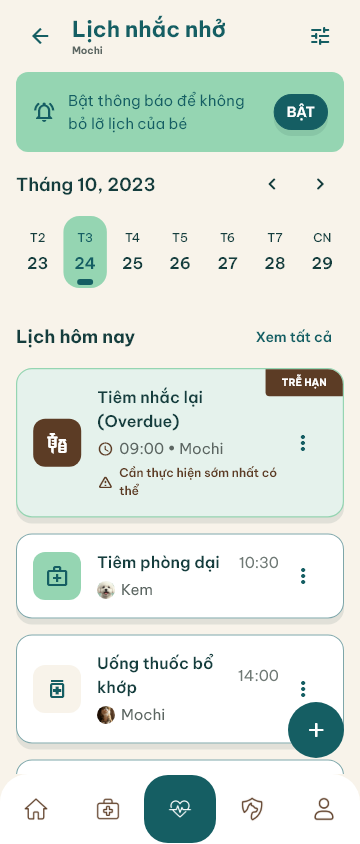 Lịch nhắc nhở
Mochi
Bật thông báo để không
bỏ lỡ lịch của bé
BẬT
Tháng 10, 2023
T2 T3 T4 T5 T6 T7 CN
23 24 25 26 27 28 29
Lịch hôm nay
Xem tất cả
TRỄ HẠN
Tiêm nhắc lại
(Overdue)
09:00 • Mochi
Cần thực hiện sớm nhất có
thể
Tiêm phòng dại
10:30
Kem
Uống thuốc bổ
khớp
14:00
Mochi